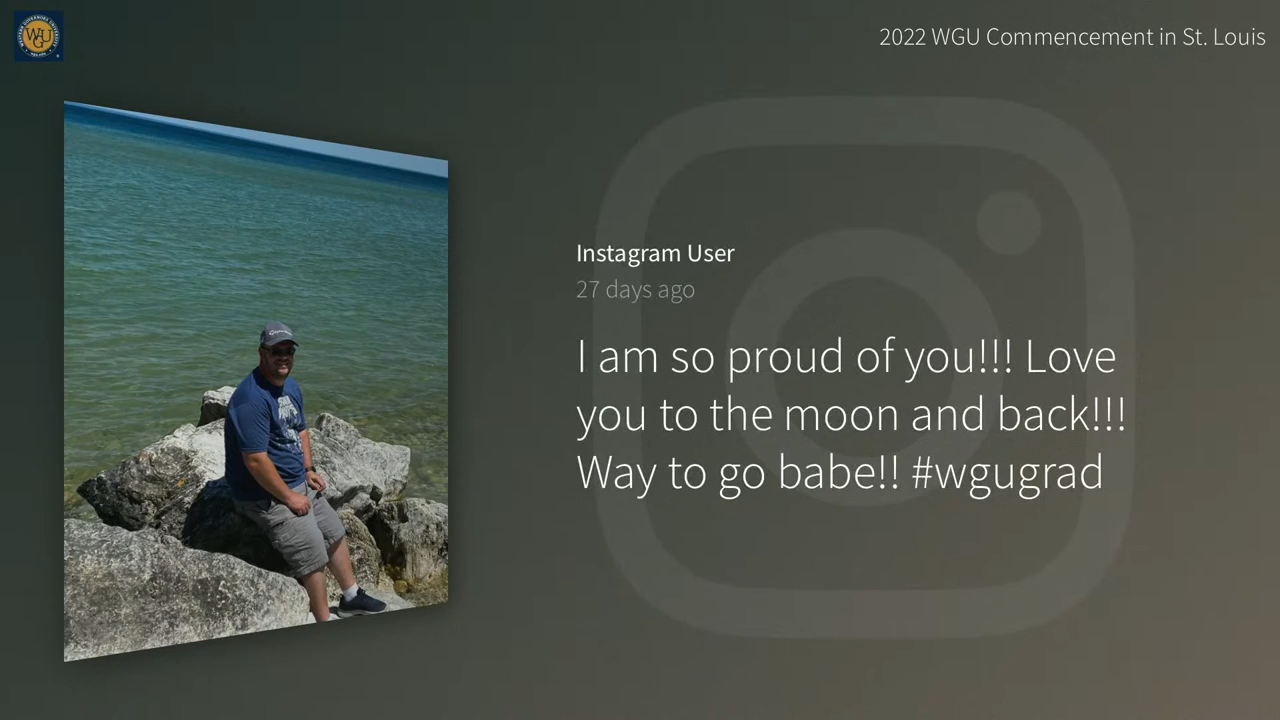 WGU
2022 WGU Commencement in St. Louis
Instagram User
27 days ago
I am so proud of you!!! Love
you to the moon and back!!!
Way to go babe!! #wgugrad